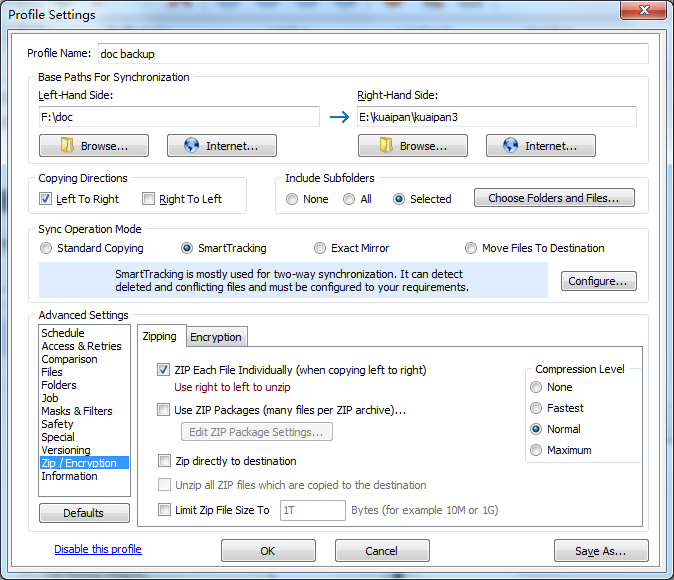 Profile Settings
Profile Name: doc backup
Base Paths For Synchronization
Left-Hand Side: Right-Hand Side:
F:\doc E:\kuaipan\kuaipan3
Browse... Internet... Browse... Internet...
Copying Directions Include Subfolders
Left To Right Right To Left None All Selected Choose Folders and Files...
Sync Operation Mode
Standard Copying SmartTracking Exact Mirror Move Files To Destination
SmartTracking is mostly used for two-way synchronization. It can detect
deleted and conflicting files and must be configured to your requirements.
Configure...
Advanced Settings
Schedule
Access & Retries
Comparison
Files
Folders
Job
Masks & Filters
Safety
Special
Versioning
Zip / Encryption
Information
Defaults
Zipping Encryption
ZIP Each File Individually (when copying left to right)
Use right to left to unzip
Use ZIP Packages (many files per ZIP archive)...
Edit ZIP Package Settings...
Zip directly to destination
Unzip all ZIP files which are copied to the destination
Limit Zip File Size To 1T Bytes (for example 10M or 1G)
Compression Level
None
Fastest
Normal
Maximum
Disable this profile OK Cancel Save As...